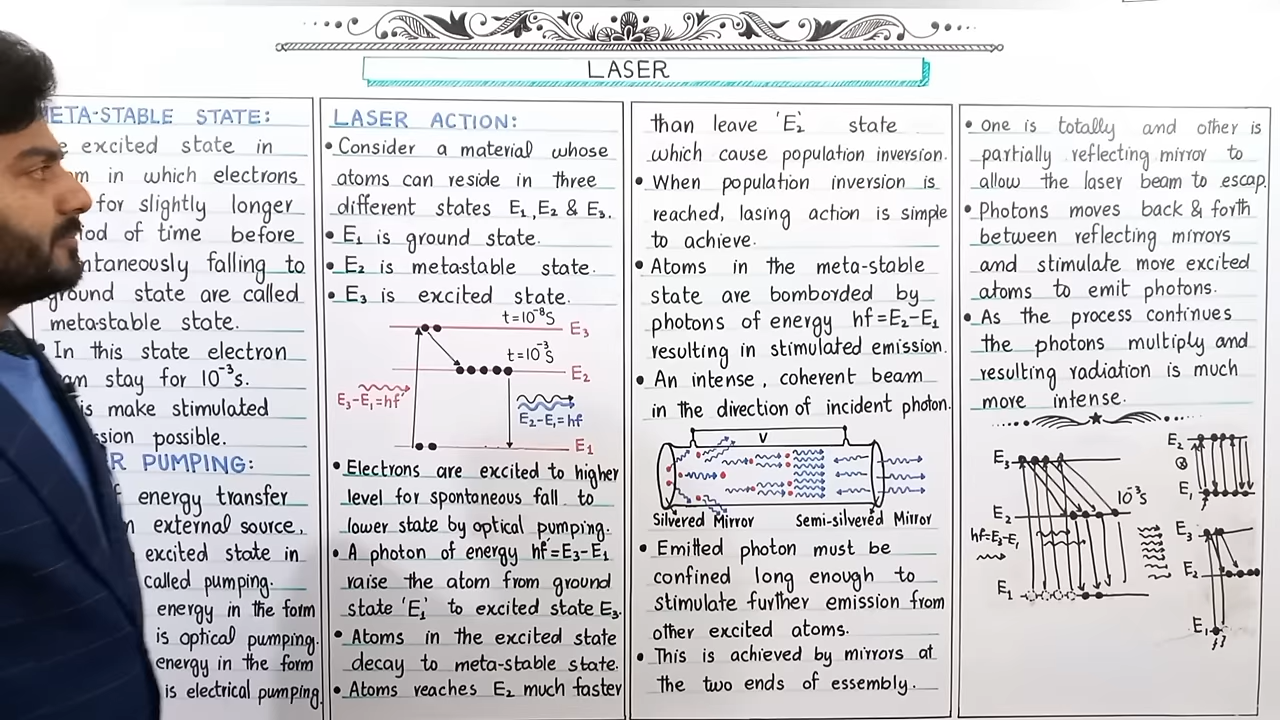 LASER
META-STABLE STATE:
excited state in
in which electrons
for slightly longer
of time before
falling to
ground state are called
metastable state.
• In this state electron
stay for 10⁻³s.
make stimulated
possible.
PUMPING:
energy transfer
external source,
excited state in
called pumping.
energy in the form
is optical pumping.
energy in the form
is electrical pumping.
LASER ACTION:
• Consider a material whose
atoms can reside in three
different states E₁, E₂ & E₃.
• E₁ is ground state.
• E₂ is metastable state.
• E₃ is excited state.
t=10⁻⁸s
E₃
t=10⁻³s
E₂
E₃-E₁=hf
E₂-E₁=hf
E₁
• Electrons are excited to higher
level for spontaneous fall to
lower state by optical pumping.
• A photon of energy hf=E₃-E₁
raise the atom from ground
state 'E₁' to excited state E₃.
• Atoms in the excited state
decay to meta-stable state.
• Atoms reaches E₂ much faster
than leave 'E₂' state
which cause population inversion.
• When population inversion is
reached, lasing action is simple
to achieve.
• Atoms in the meta-stable
state are bomborded by
photons of energy hf=E₂-E₁
resulting in stimulated emission.
• An intense, coherent beam
in the direction of incident photon.
V
Silvered Mirror Semi-silvered Mirror
• Emitted photon must be
confined long enough to
stimulate further emission from
other excited atoms.
• This is achieved by mirrors at
the two ends of essembly.
• One is totally and other is
partially reflecting mirror to
allow the laser beam to escap.
• Photons moves back & forth
between reflecting mirrors
and stimulate more excited
atoms to emit photons.
• As the process continues
the photons multiply and
resulting radiation is much
more intense.
E₃
10⁻³s
E₂
hf=E₃-E₁
E₁
E₂
E₁
E₃
E₂
E₁